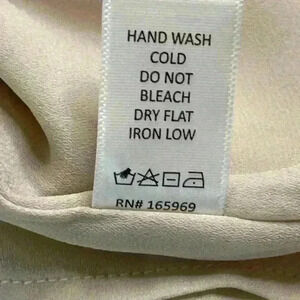 HAND WASH
COLD
DO NOT
BLEACH
DRY FLAT
IRON LOW
RN# 165969